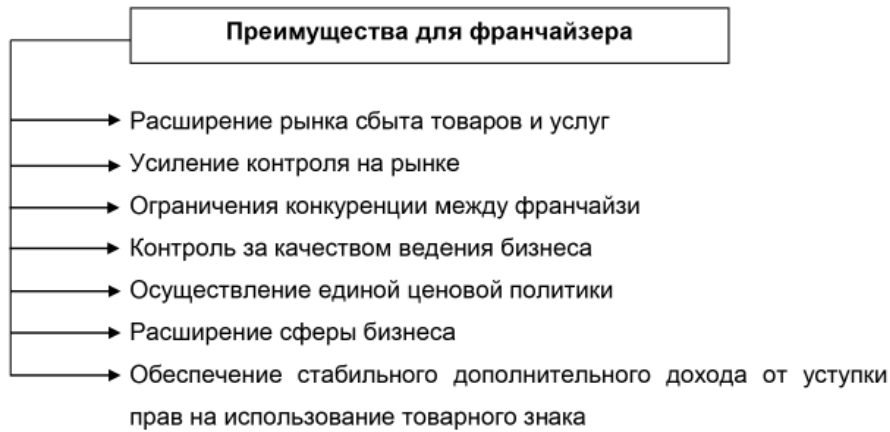 Преимущества для франчайзера
Расширение рынка сбыта товаров и услуг
Усиление контроля на рынке
Ограничения конкуренции между франчайзи
Контроль за качеством ведения бизнеса
Осуществление единой ценовой политики
Расширение сферы бизнеса
Обеспечение стабильного дополнительного дохода от уступки
прав на использование товарного знака